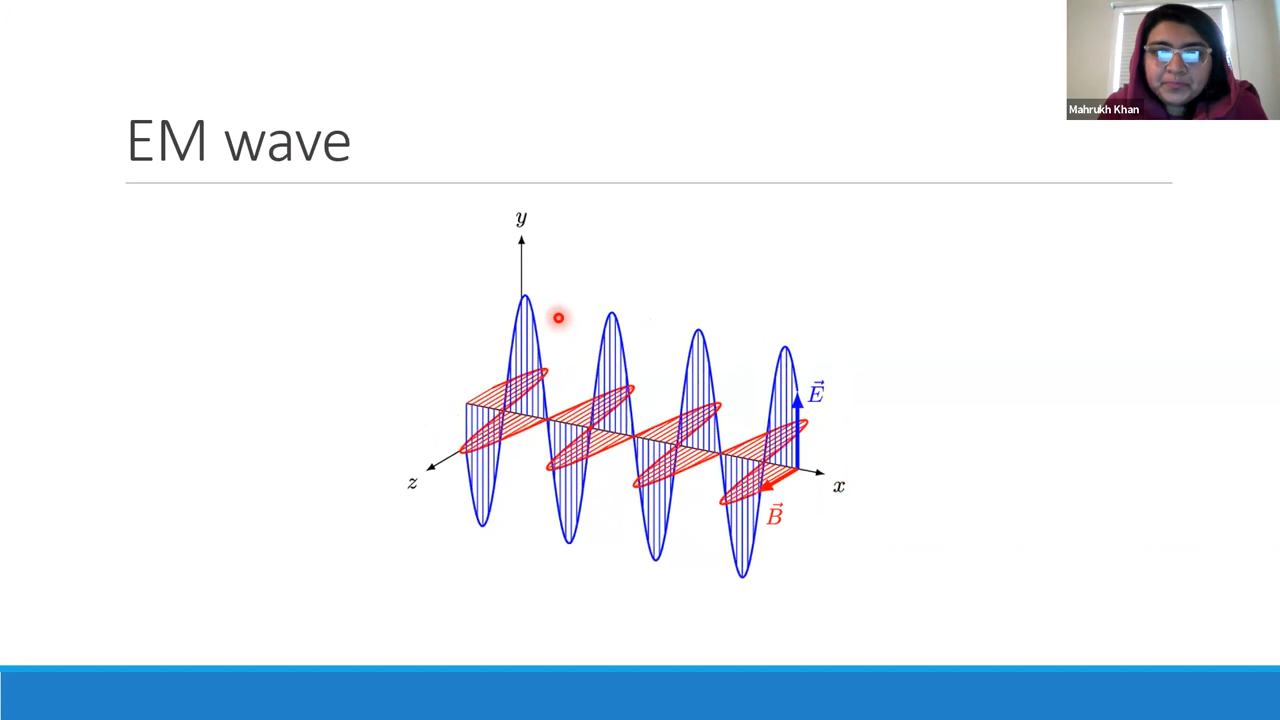 Mahrukh Khan
EM wave
y
E⃗
z
x
B⃗